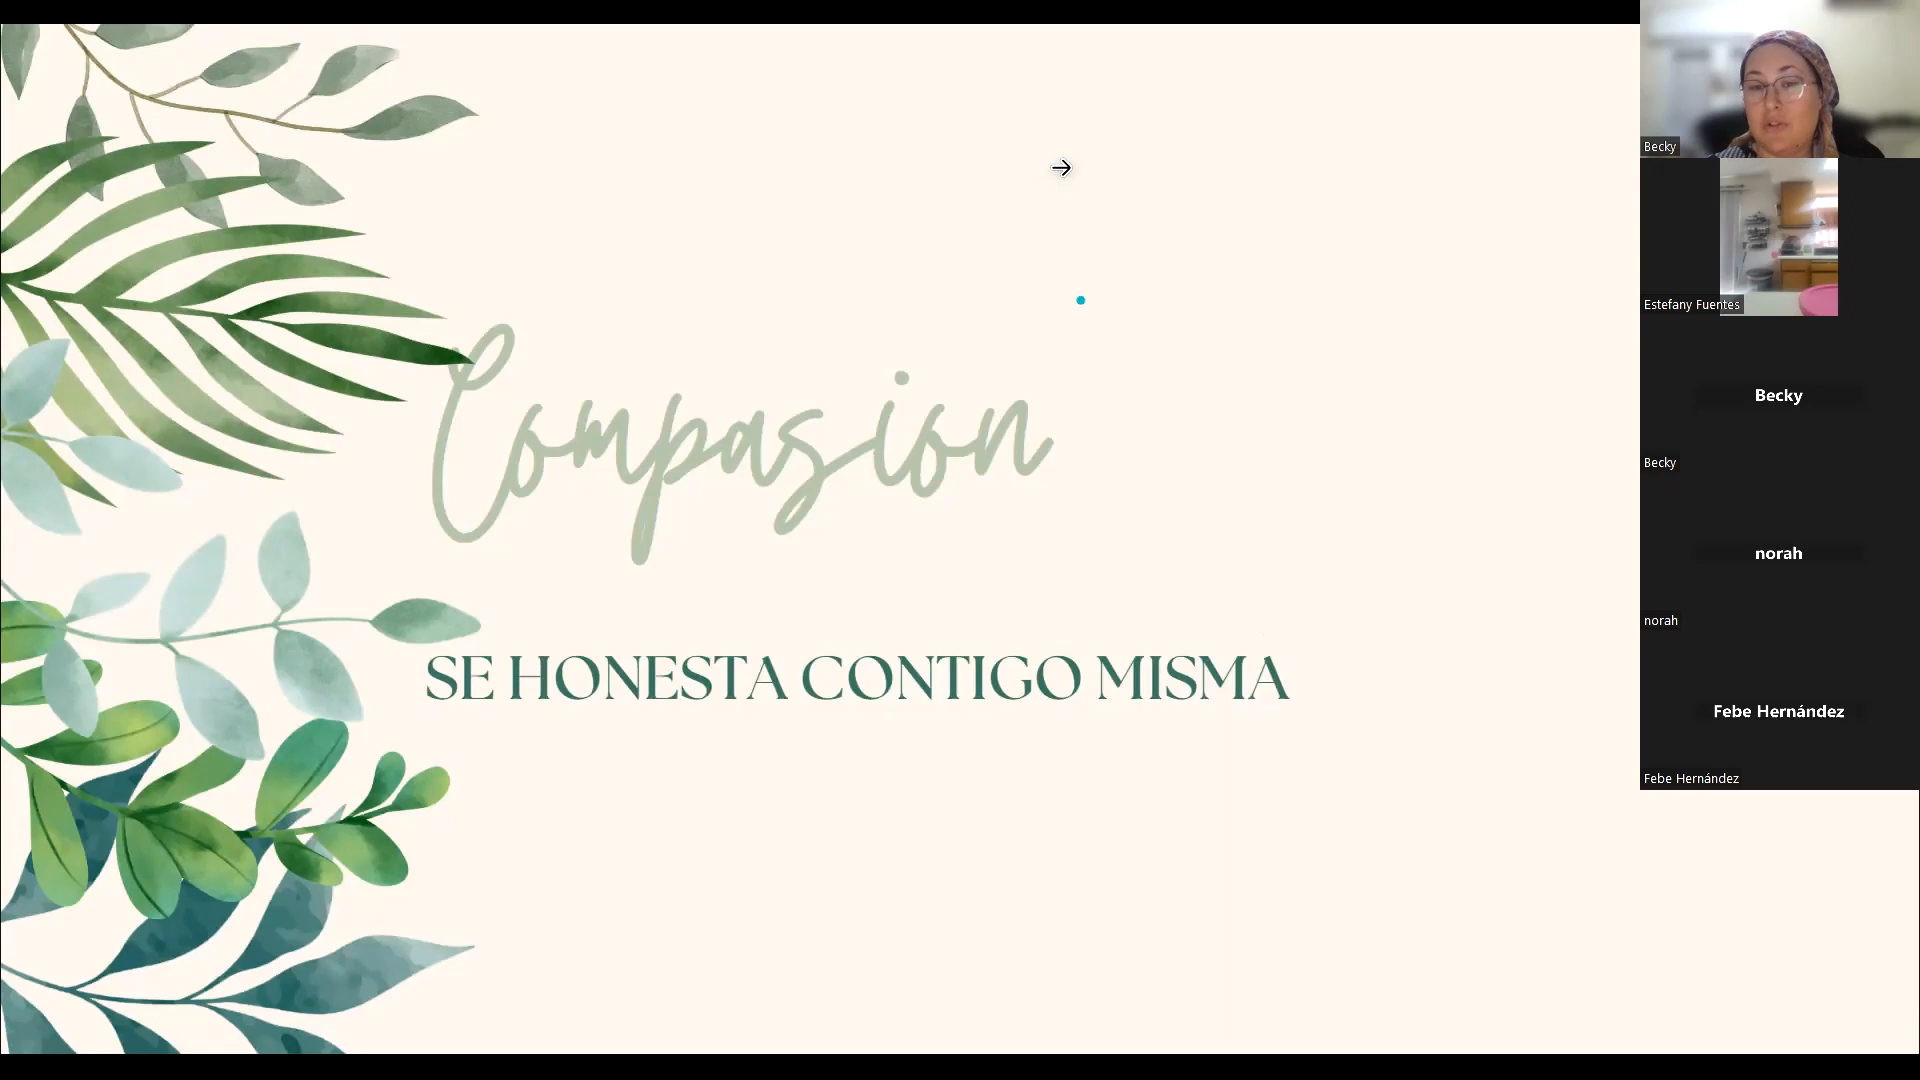 Compasion
SE HONESTA CONTIGO MISMA
Becky
Estefany Fuentes
Becky
Becky
norah
norah
Febe Hernández
Febe Hernández